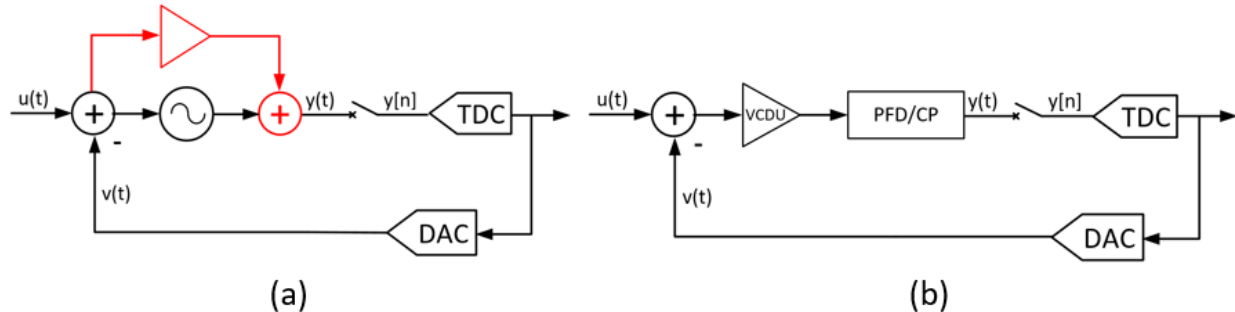 u(t) + - y(t) y[n] TDC
v(t)
DAC
(a)
u(t) + - VCDU PFD/CP y(t) y[n] TDC
v(t)
DAC
(b)